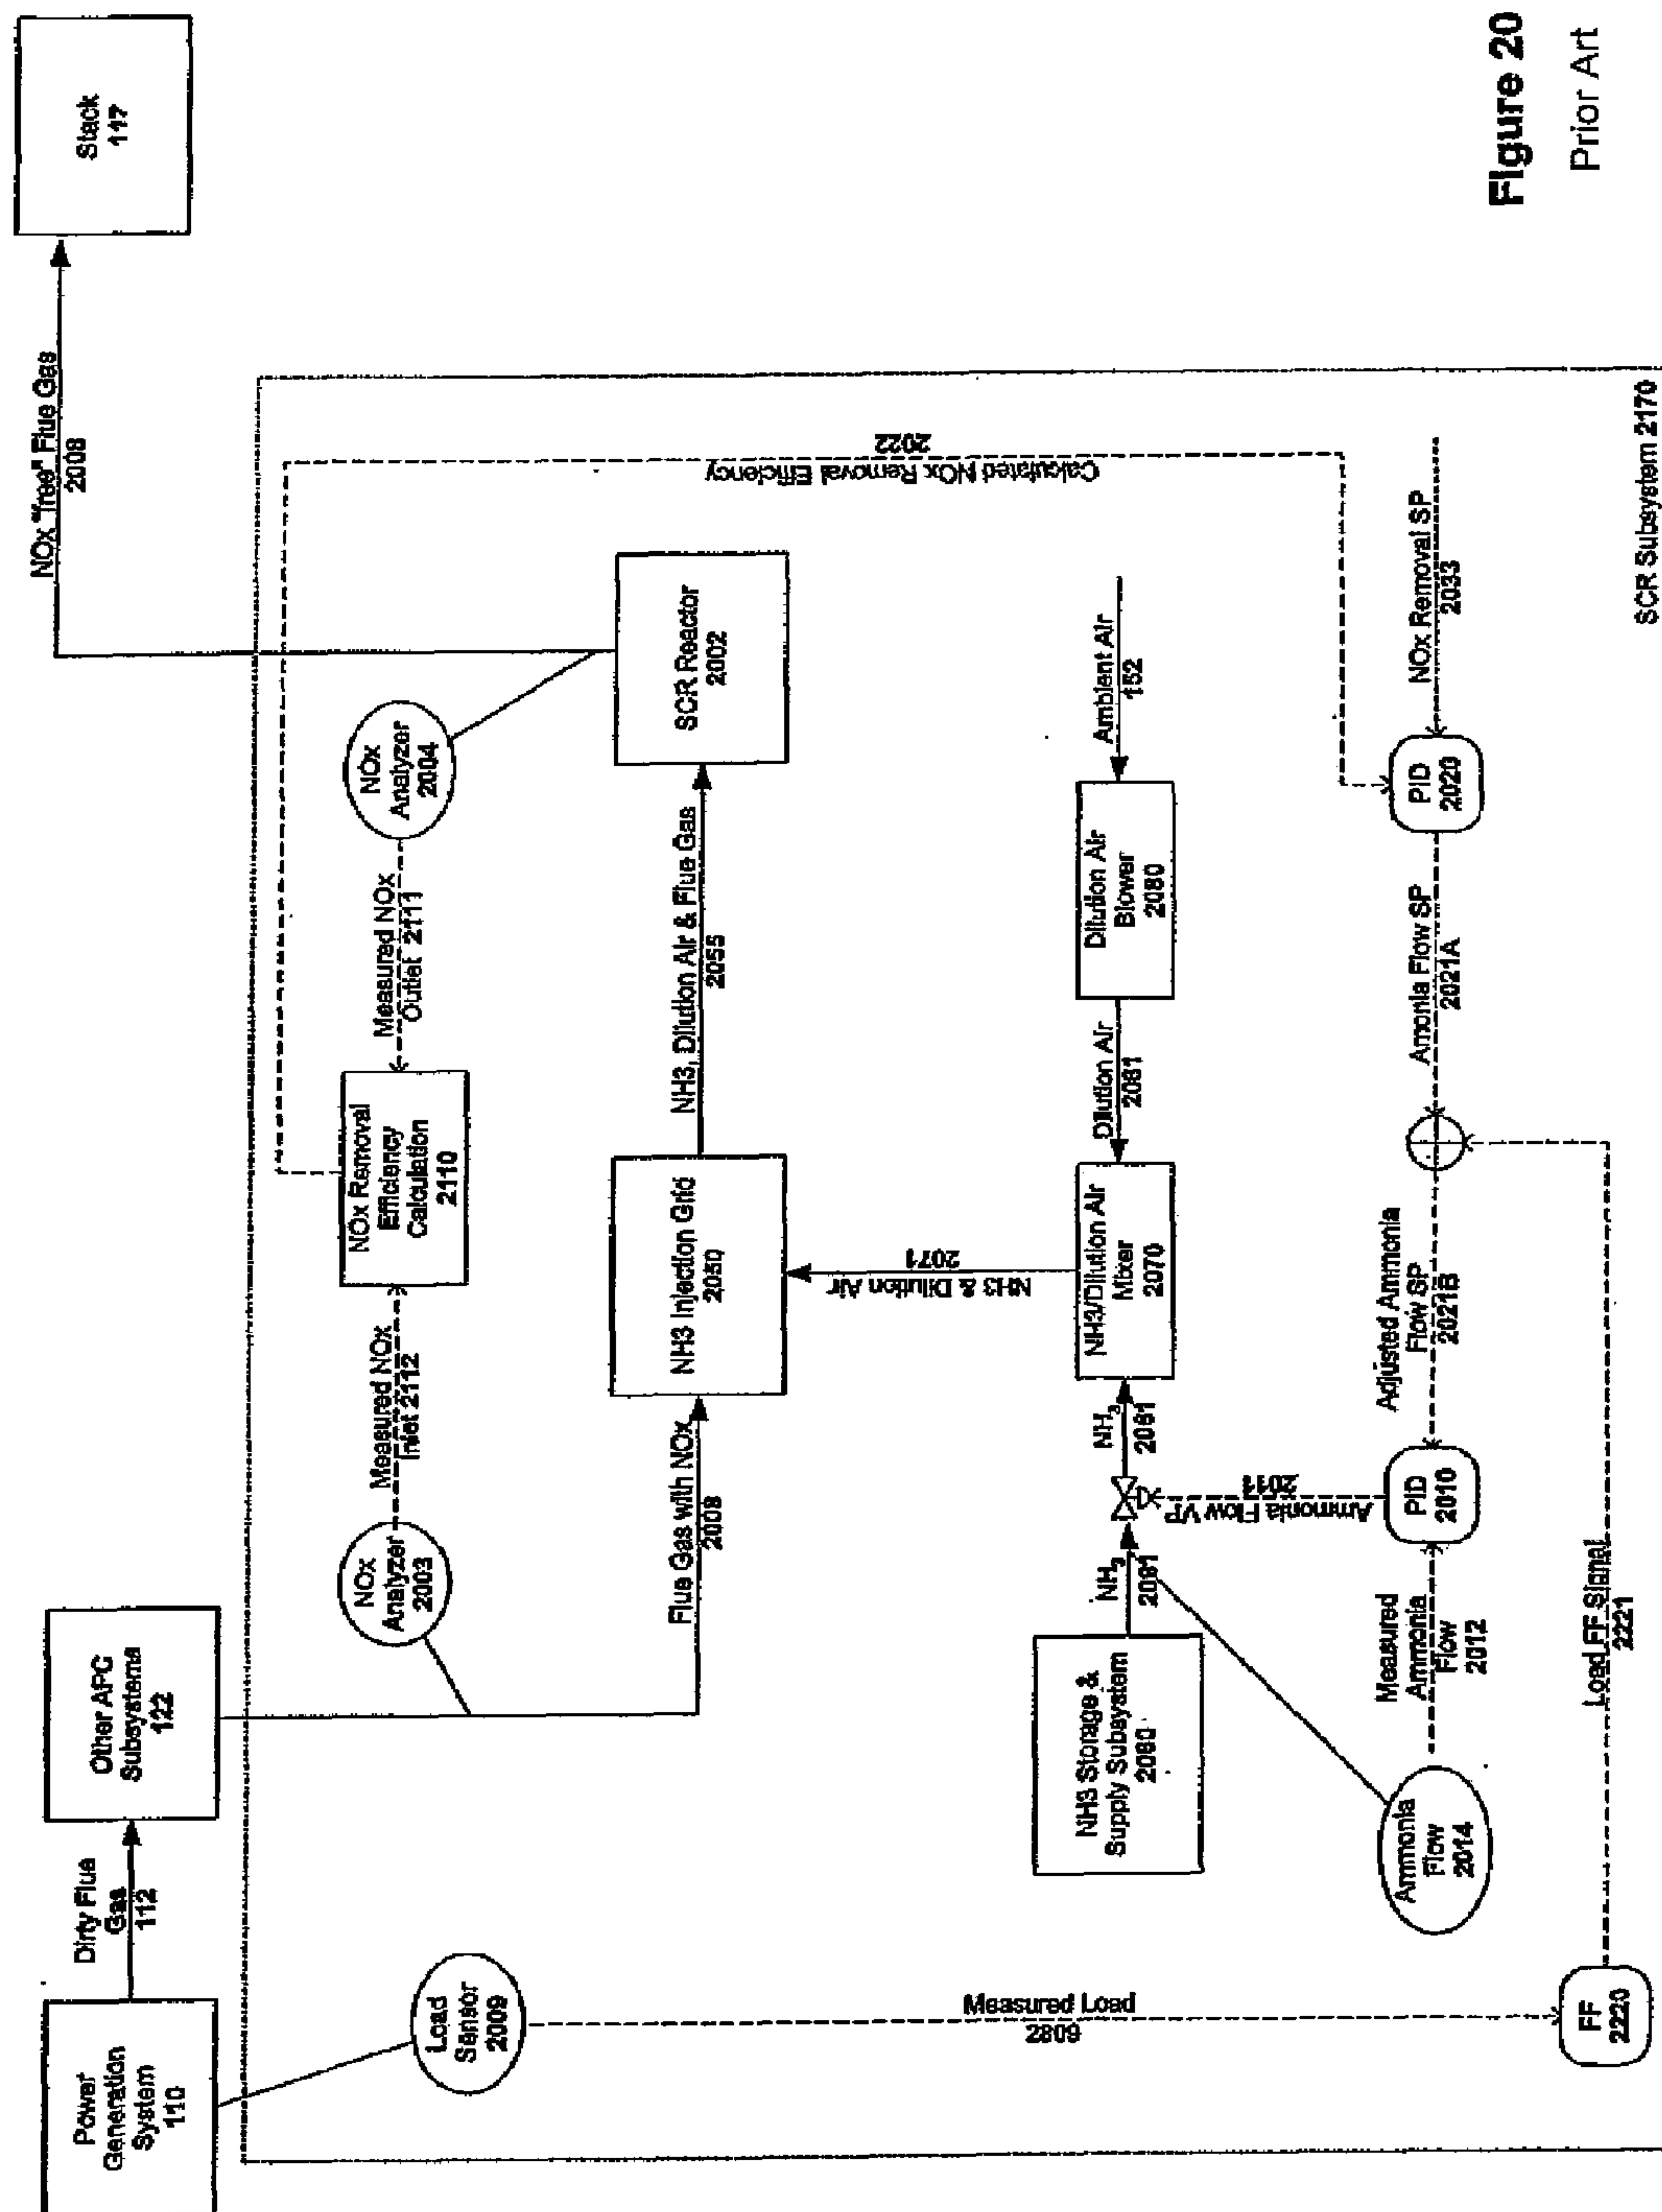 Power
Generation
System
110
Dirty Flue
Gas
112
Other APC
Subsystems
122
NOx "free" Flue Gas
2008
Stack
117
Load
Sensor
2009
NOx
Analyzer
2003
Measured NOx
Inlet 2112
NOx Removal
Efficiency
Calculation
2110
Measured NOx
Outlet 2111
NOx
Analyzer
2004
Calculated NOx Removal Efficiency
2022
Flue Gas with NOx
2008
NH3 Injection Grid
2050
NH3, Dilution Air & Flue Gas
2055
SCR Reactor
2002
Measured Load
2809
NH3 & Dilution Air
2071
NH3 Storage &
Supply Subsystem
2090
NH3
2091
NH3
2061
NH3/Dilution Air
Mixer
2070
Dilution Air
2081
Dilution Air
Blower
2080
Ambient Air
152
Ammonia Flow VP
2011
Ammonia
Flow
2014
Measured
Ammonia
Flow
2012
PID
2010
Adjusted Ammonia
Flow SP
2021B
Amonia Flow SP
2021A
PID
2020
NOx Removal SP
2033
FF
2220
Load FF Signal
2221
SCR Subsystem 2170
Figure 20
Prior Art